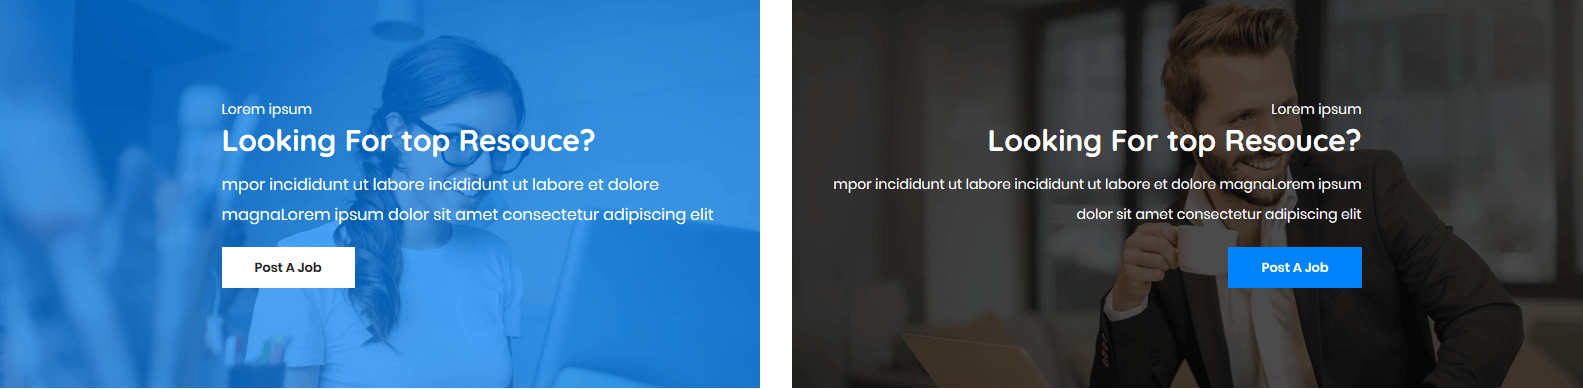 Lorem ipsum
Looking For top Resouce?
mpor incididunt ut labore incididunt ut labore et dolore
magnaLorem ipsum dolor sit amet consectetur adipiscing elit
Post A Job
Lorem ipsum
Looking For top Resouce?
mpor incididunt ut labore incididunt ut labore et dolore magnaLorem ipsum
dolor sit amet consectetur adipiscing elit
Post A Job